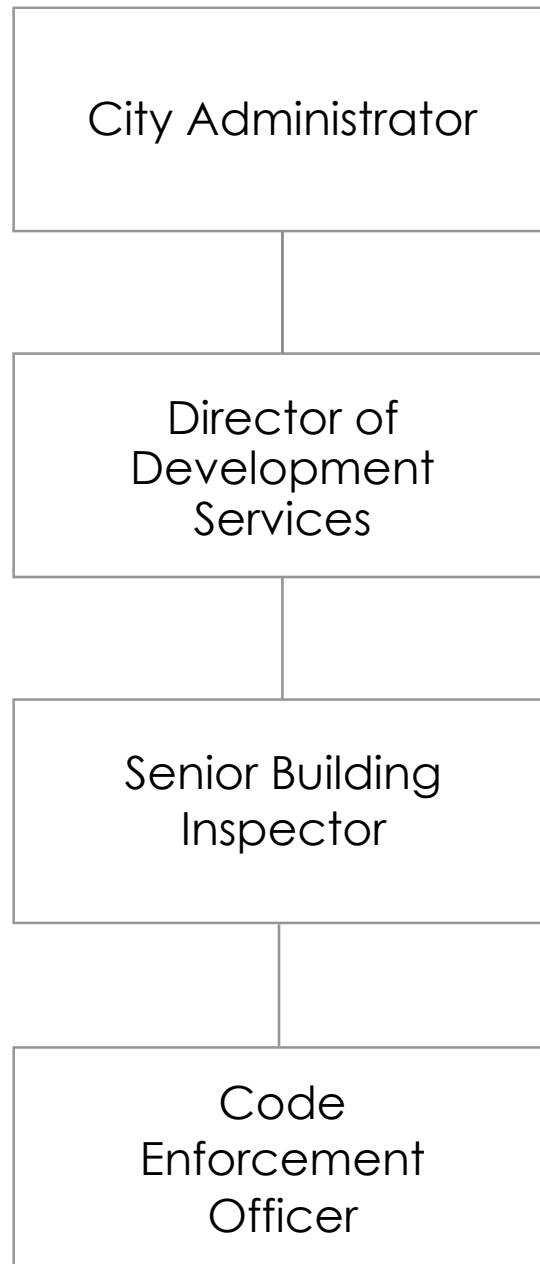 City Administrator
Director of
Development
Services
Senior Building
Inspector
Code
Enforcement
Officer